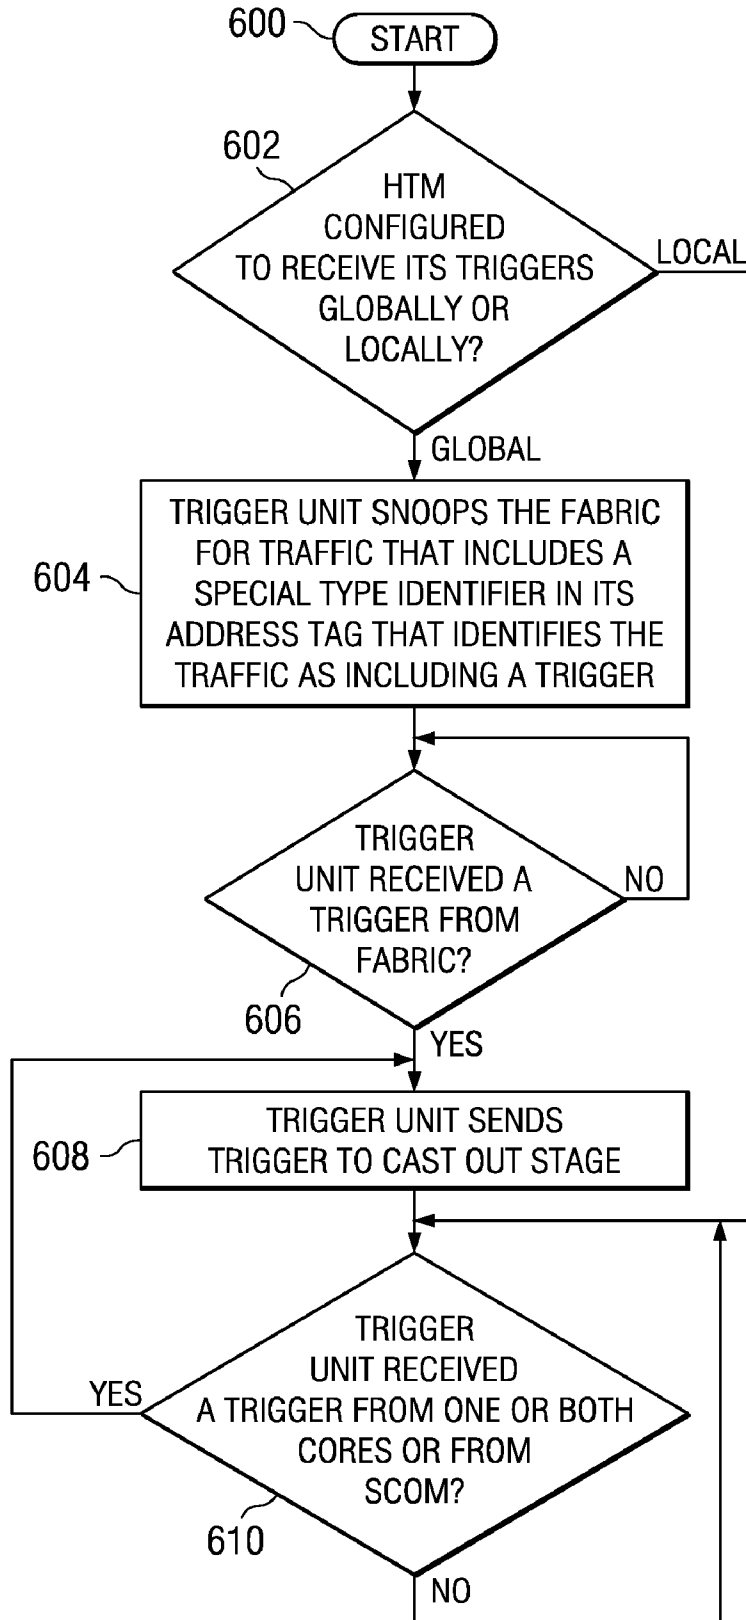 600
START
602
HTM
CONFIGURED
TO RECEIVE ITS TRIGGERS
GLOBALLY OR
LOCALLY?
LOCAL
GLOBAL
604
TRIGGER UNIT SNOOPS THE FABRIC
FOR TRAFFIC THAT INCLUDES A
SPECIAL TYPE IDENTIFIER IN ITS
ADDRESS TAG THAT IDENTIFIES THE
TRAFFIC AS INCLUDING A TRIGGER
TRIGGER
UNIT RECEIVED A
TRIGGER FROM
FABRIC?
NO
606
YES
608
TRIGGER UNIT SENDS
TRIGGER TO CAST OUT STAGE
TRIGGER
UNIT RECEIVED
A TRIGGER FROM ONE OR BOTH
CORES OR FROM
SCOM?
YES
610
NO